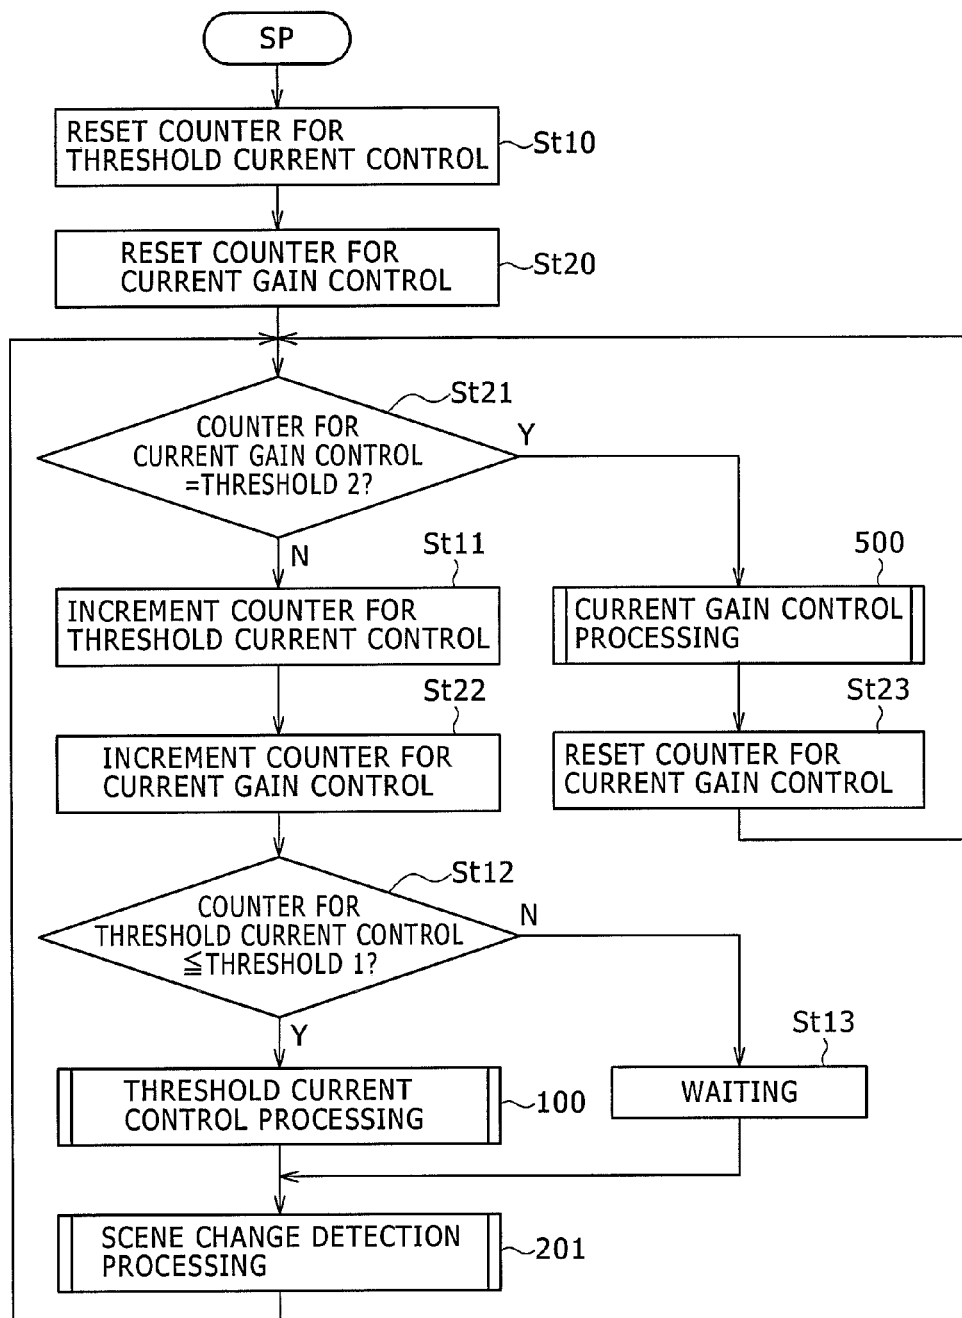 SP
RESET COUNTER FOR
THRESHOLD CURRENT CONTROL
St10
RESET COUNTER FOR
CURRENT GAIN CONTROL
St20
St21
COUNTER FOR
CURRENT GAIN CONTROL
=THRESHOLD 2?
Y
N
St11
INCREMENT COUNTER FOR
THRESHOLD CURRENT CONTROL
500
CURRENT GAIN CONTROL
PROCESSING
St22
INCREMENT COUNTER FOR
CURRENT GAIN CONTROL
St23
RESET COUNTER FOR
CURRENT GAIN CONTROL
St12
COUNTER FOR
THRESHOLD CURRENT CONTROL
≦THRESHOLD 1?
N
Y
St13
WAITING
THRESHOLD CURRENT
CONTROL PROCESSING
100
SCENE CHANGE DETECTION
PROCESSING
201